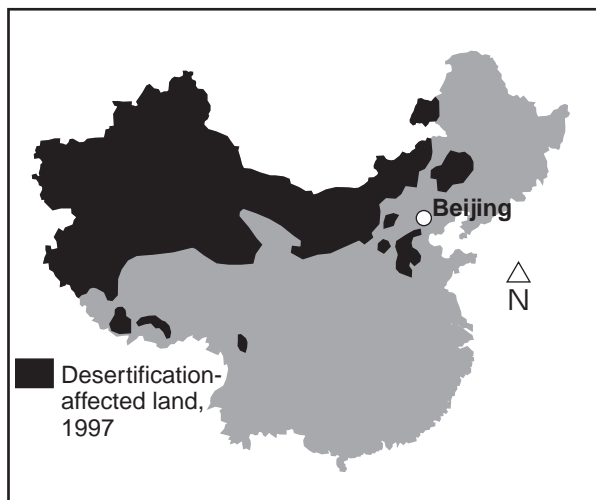 Beijing
N
Desertification-
affected land,
1997